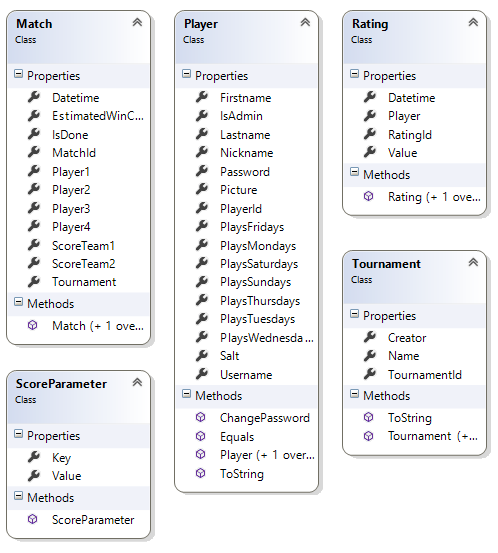 Match
Class
Properties
Datetime
EstimatedWinC...
IsDone
MatchId
Player1
Player2
Player3
Player4
ScoreTeam1
ScoreTeam2
Tournament
Methods
Match (+ 1 ove...
ScoreParameter
Class
Properties
Key
Value
Methods
ScoreParameter
Player
Class
Properties
Firstname
IsAdmin
Lastname
Nickname
Password
Picture
PlayerId
PlaysFridays
PlaysMondays
PlaysSaturdays
PlaysSundays
PlaysThursdays
PlaysTuesdays
PlaysWednesda...
Salt
Username
Methods
ChangePassword
Equals
Player (+ 1 over...
ToString
Rating
Class
Properties
Datetime
Player
RatingId
Value
Methods
Rating (+ 1 ove...
Tournament
Class
Properties
Creator
Name
TournamentId
Methods
ToString
Tournament (+...